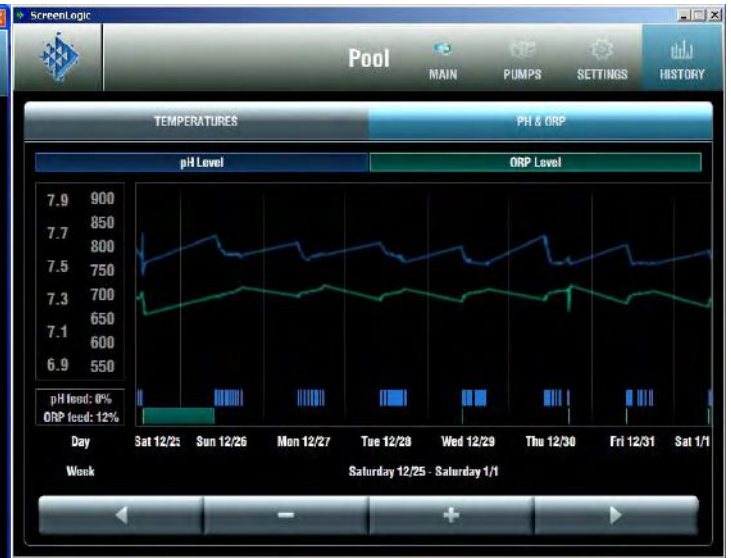 ScreenLogic
Pool
MAIN
PUMPS
SETTINGS
HISTORY
TEMPERATURES
PH & ORP
pH Level
ORP Level
7.9 900
850
7.7 800
7.5 750
7.3 700
650
7.1 600
6.9 550
pH feed: 0%
ORP feed: 12%
Day Sat 12/25 Sun 12/26 Mon 12/27 Tue 12/28 Wed 12/29 Thu 12/30 Fri 12/31 Sat 1/1
Week Saturday 12/25 - Saturday 1/1